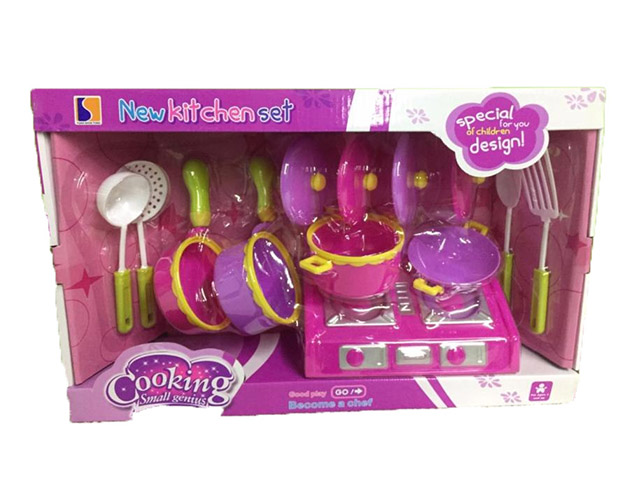 New kitchen set
special
for you
of children
design!
Cooking
Small genius
Good play GO/→
Become a chef